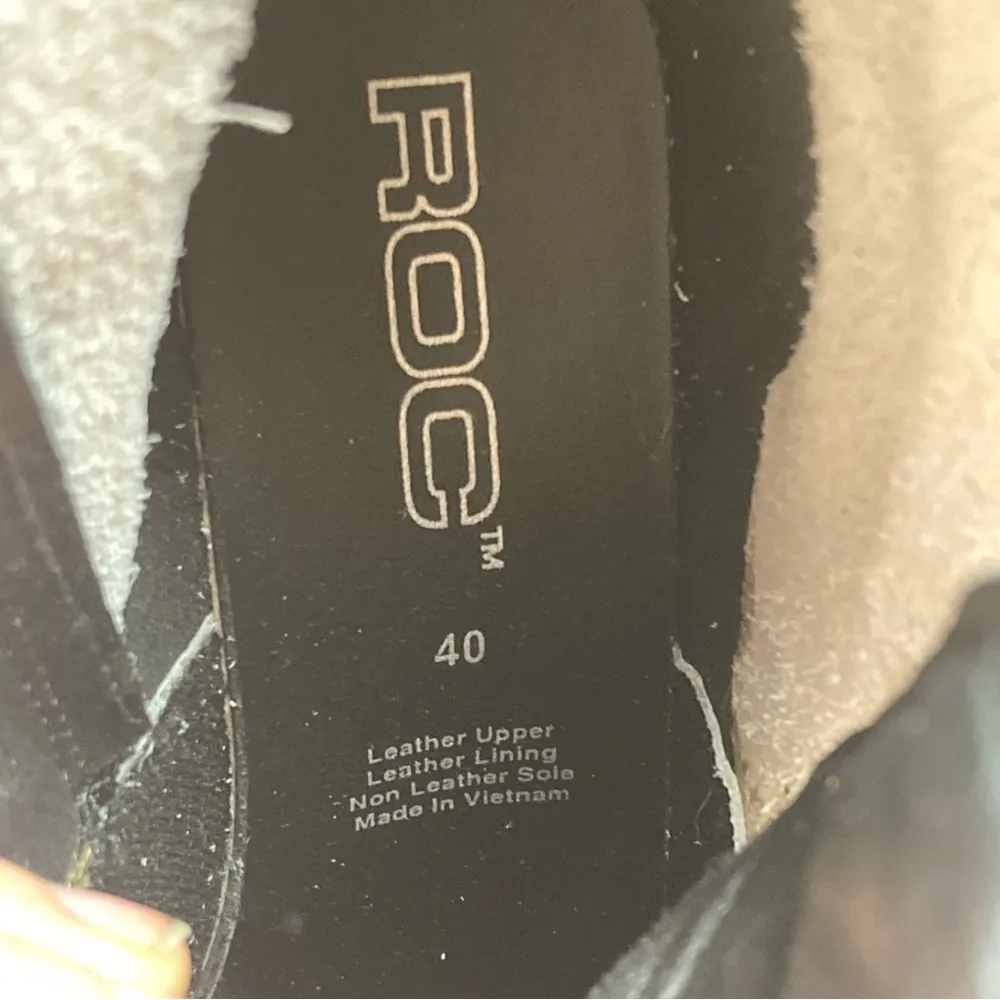 ROC™
40
Leather Upper
Leather Lining
Non Leather Sole
Made In Vietnam